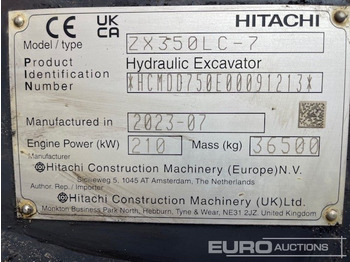 CE UK CA HITACHI
Model / type ZX350LC-7
Product Hydraulic Excavator
Identification *HCMDD750E00091213*
Number
Manufactured in 2023-07
Engine Power (kW) 210 Mass (kg) 36500
Manufacturer
Hitachi Construction Machinery (Europe)N.V.
Siciliëweg 5. 1045 AT Amsterdam, The Netherlands
Author. Rep. / Importer
Hitachi Construction Machinery (UK)Ltd.
Monkton Business Park North, Hebburn, Tyne & Wear, NE31 2JZ. United Kingdom
EURO AUCTIONS